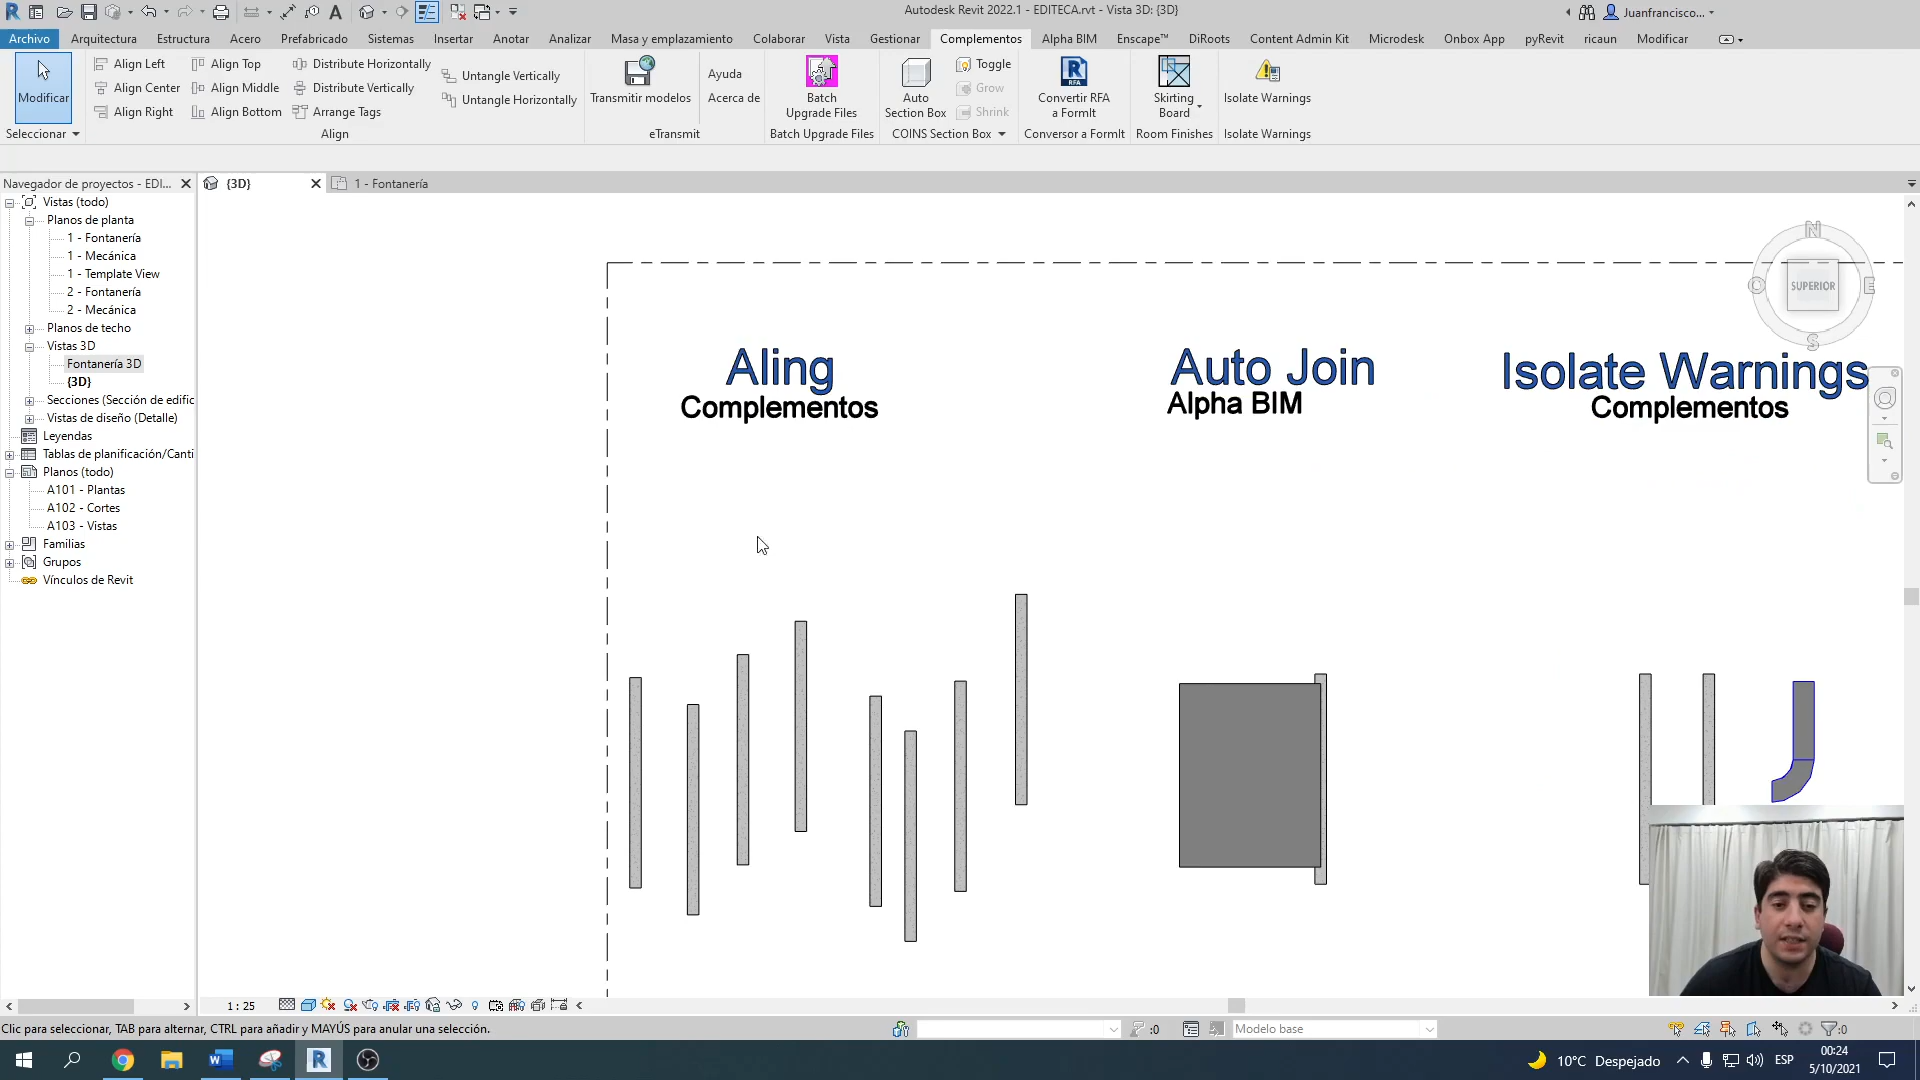 Autodesk Revit 2022.1 - EDITECA.rvt - Vista 3D: {3D}
Juanfrancisco...
Archivo
Arquitectura
Estructura
Acero
Prefabricado
Sistemas
Insertar
Anotar
Analizar
Masa y emplazamiento
Colaborar
Vista
Gestionar
Complementos
Alpha BIM
Enscape™
DiRoots
Content Admin Kit
Microdesk
Onbox App
pyRevit
ricaun
Modificar
Modificar
Align Left
Align Center
Align Right
Align Top
Align Middle
Align Bottom
Distribute Horizontally
Distribute Vertically
Arrange Tags
Untangle Vertically
Untangle Horizontally
Transmitir modelos
Ayuda
Acerca de
Batch
Upgrade Files
Auto
Section Box
Toggle
Grow
Shrink
Convertir RFA
a FormIt
Skirting
Board
Isolate Warnings
Seleccionar
Align
eTransmit
Batch Upgrade Files
COINS Section Box
Conversor a FormIt
Room Finishes
Isolate Warnings
Navegador de proyectos - EDI...
{3D}
1 - Fontanería
Vistas (todo)
Planos de planta
1 - Fontanería
1 - Mecánica
1 - Template View
2 - Fontanería
2 - Mecánica
Planos de techo
Vistas 3D
Fontanería 3D
{3D}
Secciones (Sección de edific
Vistas de diseño (Detalle)
Leyendas
Tablas de planificación/Canti
Planos (todo)
A101 - Plantas
A102 - Cortes
A103 - Vistas
Familias
Grupos
Vínculos de Revit
N
O
SUPERIOR
E
S
Aling
Complementos
Auto Join
Alpha BIM
Isolate Warnings
Complementos
1 : 25
Clic para seleccionar, TAB para alternar, CTRL para añadir y MAYÚS para anular una selección.
:0
Modelo base
:0
10°C Despejado
ESP
00:24
5/10/2021